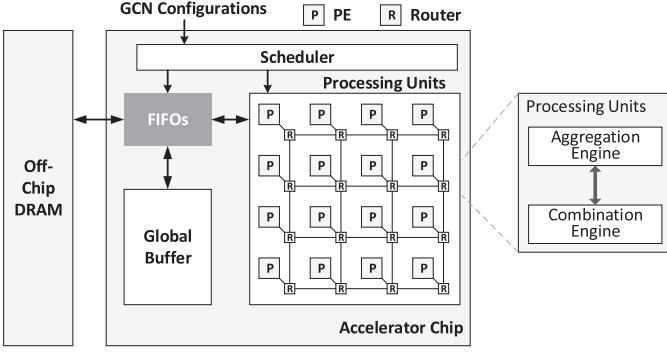 GCN Configurations
P PE R Router
Scheduler
Processing Units
FIFOs
Off-
Chip
DRAM
Global
Buffer
P P P P
R R R R
P P P P
R R R R
P P P P
R R R R
P P P P
R R R R
Accelerator Chip
Processing Units
Aggregation
Engine
Combination
Engine